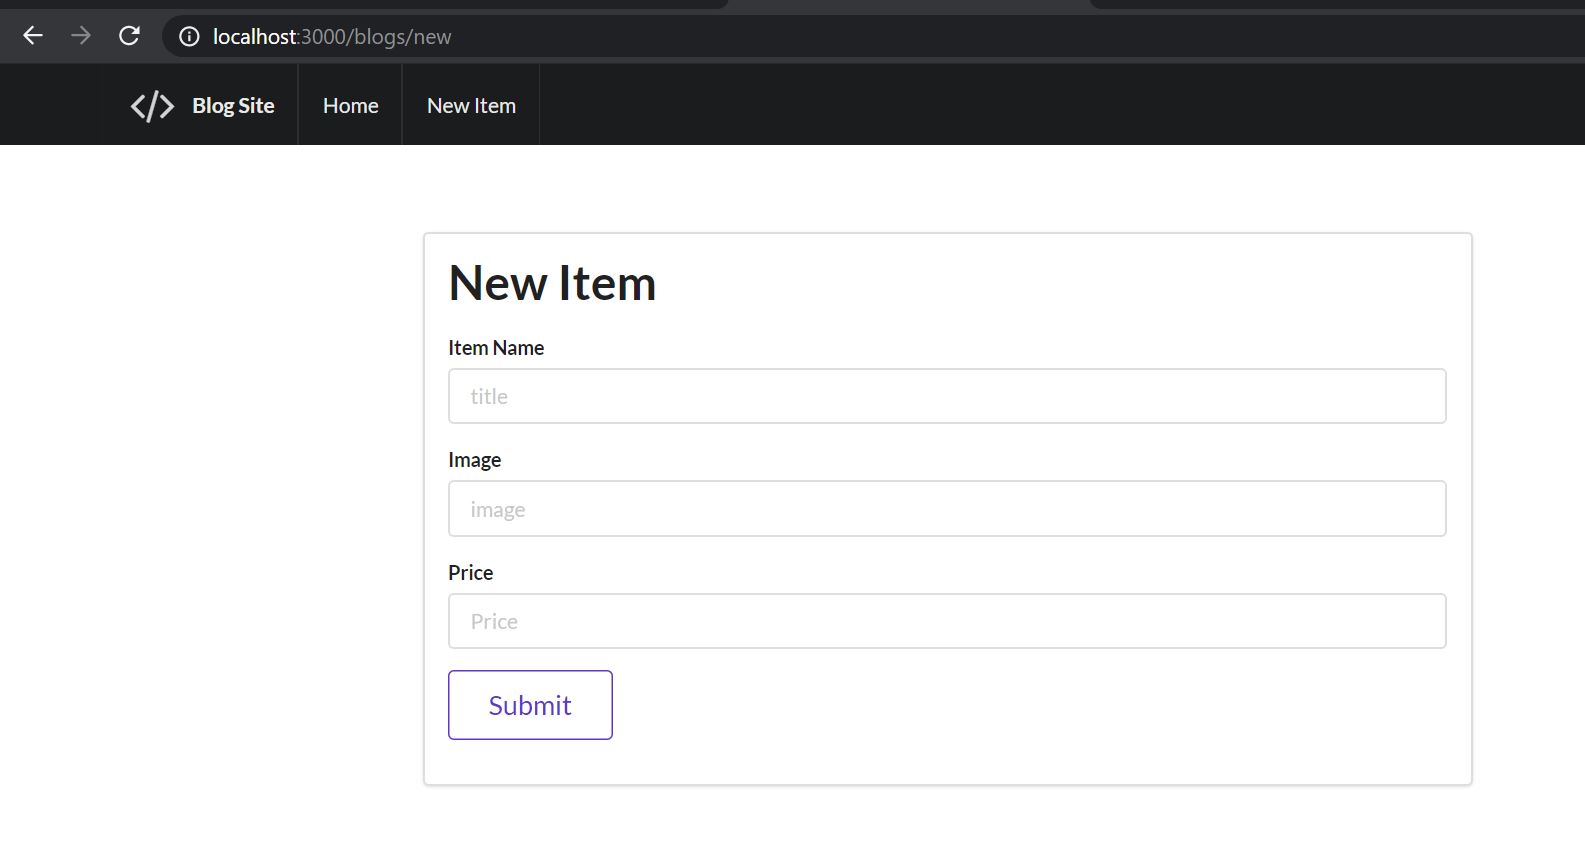 localhost:3000/blogs/new
Blog Site Home New Item
New Item
Item Name
title
Image
image
Price
Price
Submit